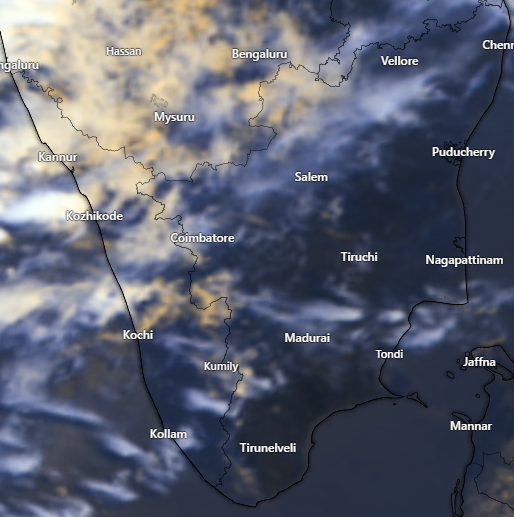 Hassan
Bengaluru
Chenn
Vellore
ngaluru
Mysuru
Kannur
Puducherry
Salem
Kozhikode
Coimbatore
Tiruchi
Nagapattinam
Kochi
Madurai
Tondi
Jaffna
Kumily
Mannar
Kollam
Tirunelveli